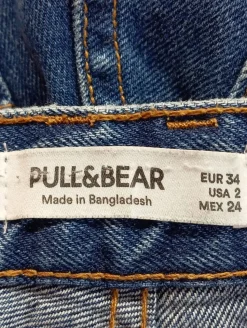 PULL&BEAR
Made in Bangladesh
EUR 34
USA 2
MEX 24